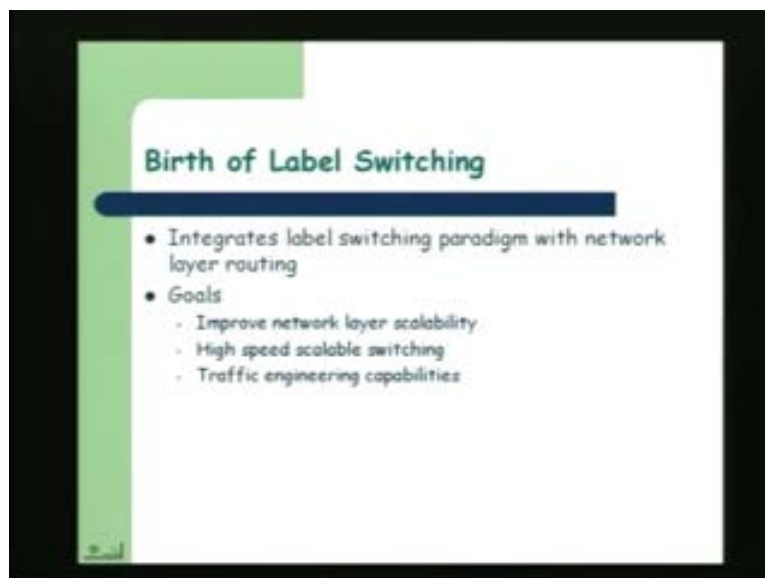 Birth of Label Switching
• Integrates label switching paradigm with network
layer routing
• Goals
- Improve network layer scalability
- High speed scalable switching
- Traffic engineering capabilities